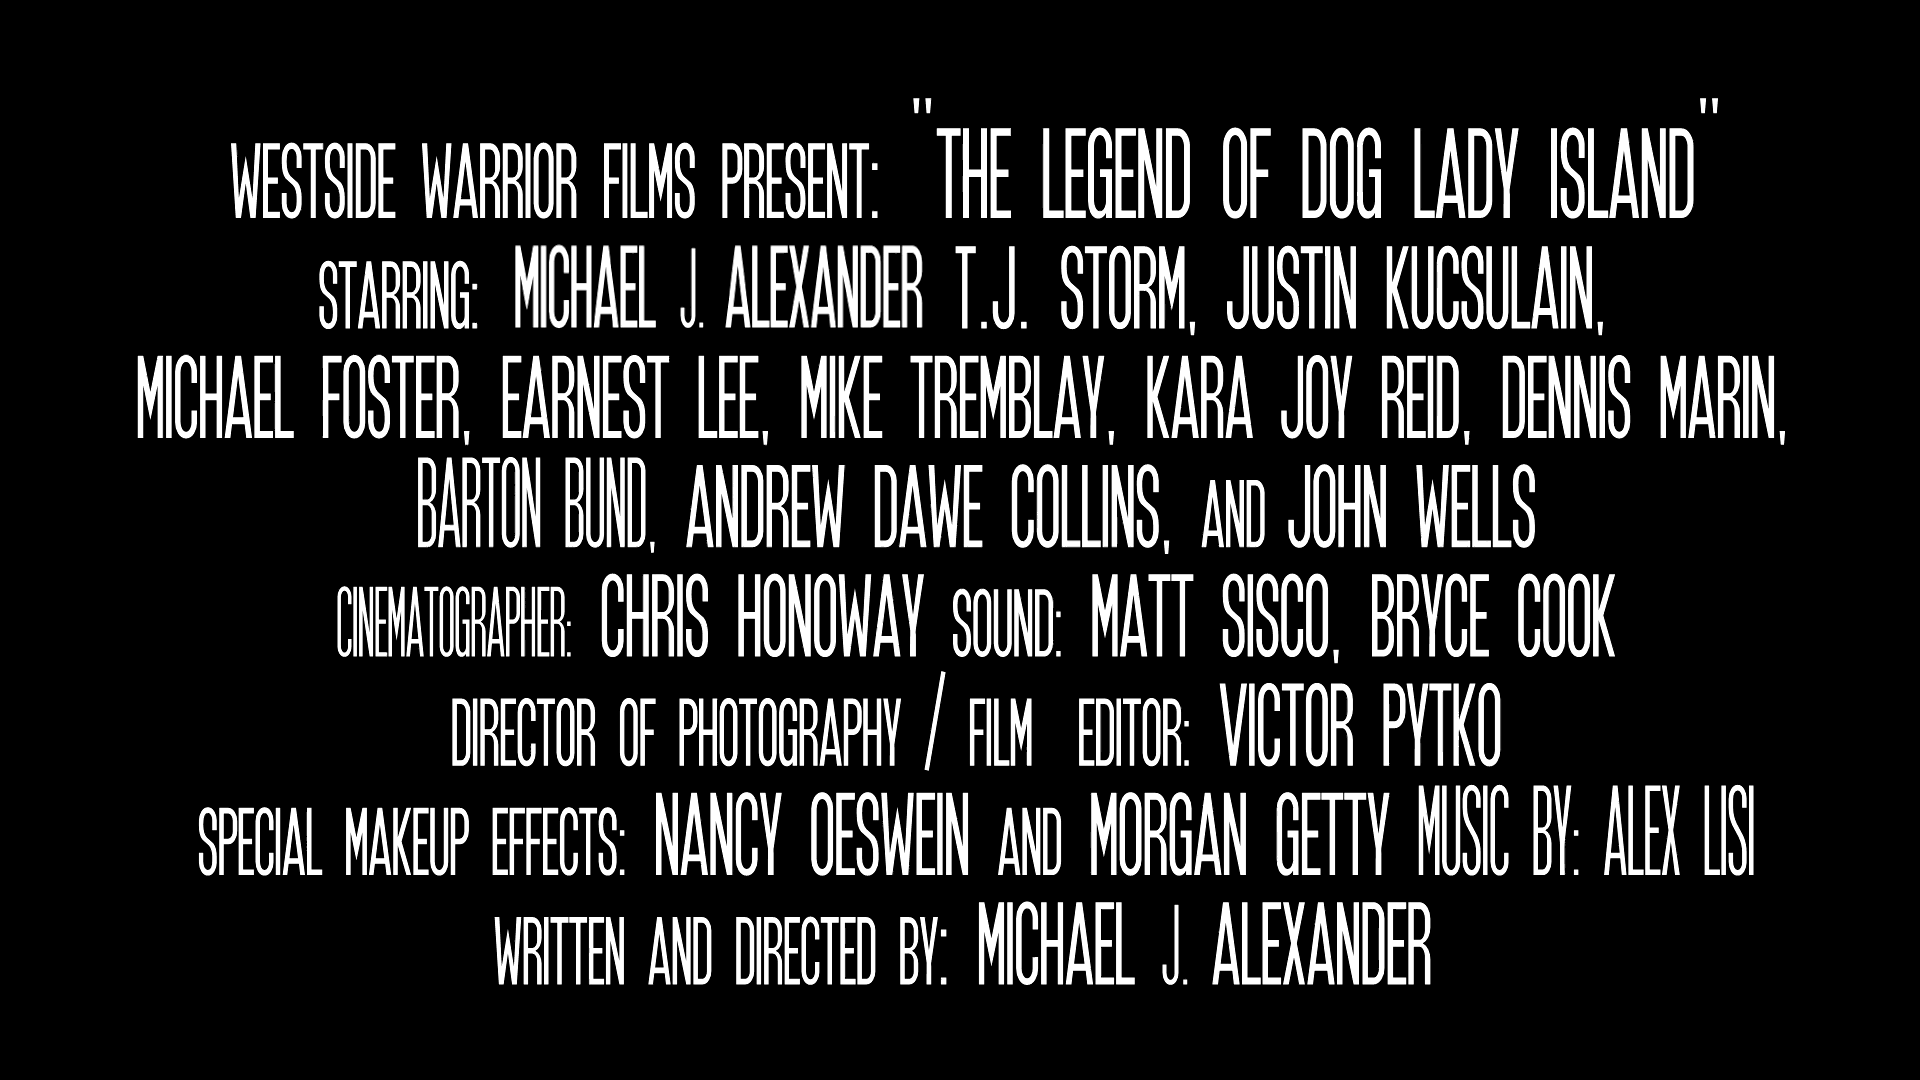 WESTSIDE WARRIOR FILMS PRESENT: "THE LEGEND OF DOG LADY ISLAND"
STARRING: MICHAEL J. ALEXANDER T.J. STORM, JUSTIN KUCSULAIN,
MICHAEL FOSTER, EARNEST LEE, MIKE TREMBLAY, KARA JOY REID, DENNIS MARIN,
BARTON BUND, ANDREW DAWE COLLINS, AND JOHN WELLS
CINEMATOGRAPHER: CHRIS HONOWAY SOUND: MATT SISCO, BRYCE COOK
DIRECTOR OF PHOTOGRAPHY / FILM EDITOR: VICTOR PYTKO
SPECIAL MAKEUP EFFECTS: NANCY OESWEIN AND MORGAN GETTY MUSIC BY: ALEX LISI
WRITTEN AND DIRECTED BY: MICHAEL J. ALEXANDER